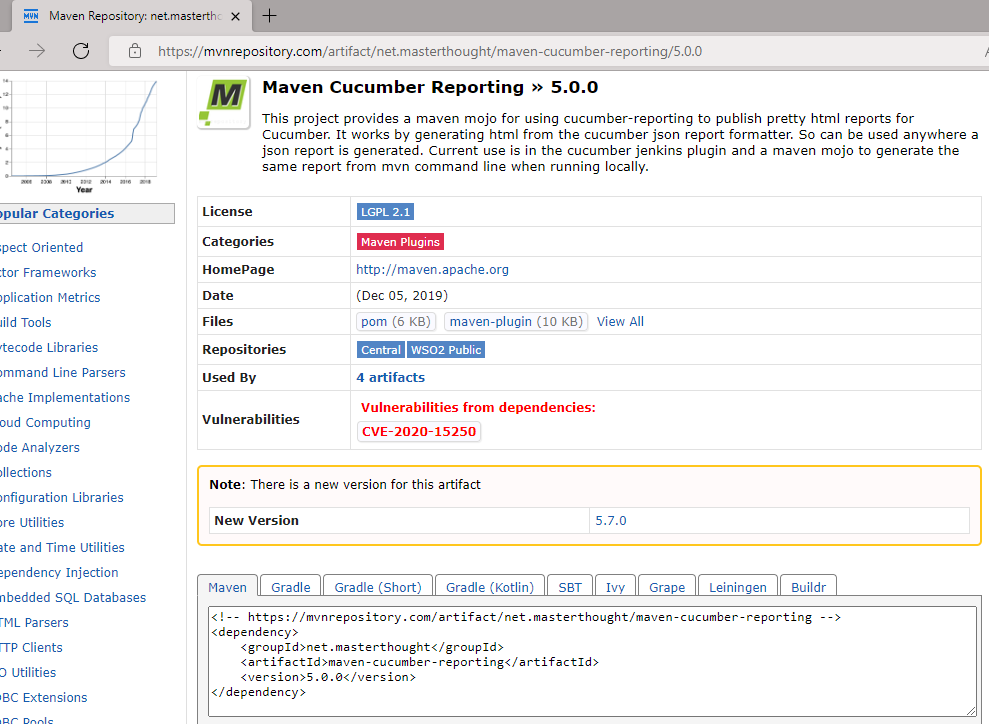 MVN Maven Repository: net.masterthc
https://mvnrepository.com/artifact/net.masterthought/maven-cucumber-reporting/5.0.0
Year
opular Categories
spect Oriented
ctor Frameworks
pplication Metrics
uild Tools
ytecode Libraries
ommand Line Parsers
ache Implementations
oud Computing
ode Analyzers
ollections
onfiguration Libraries
ore Utilities
ate and Time Utilities
ependency Injection
mbedded SQL Databases
TML Parsers
TTP Clients
O Utilities
DBC Extensions
DBC Pools
M
Maven Cucumber Reporting » 5.0.0
This project provides a maven mojo for using cucumber-reporting to publish pretty html reports for
Cucumber. It works by generating html from the cucumber json report formatter. So can be used anywhere a
json report is generated. Current use is in the cucumber jenkins plugin and a maven mojo to generate the
same report from mvn command line when running locally.
License LGPL 2.1
Categories Maven Plugins
HomePage http://maven.apache.org
Date (Dec 05, 2019)
Files pom (6 KB) maven-plugin (10 KB) View All
Repositories Central WSO2 Public
Used By 4 artifacts
Vulnerabilities Vulnerabilities from dependencies:
CVE-2020-15250
Note: There is a new version for this artifact
New Version 5.7.0
Maven Gradle Gradle (Short) Gradle (Kotlin) SBT Ivy Grape Leiningen Buildr
<!-- https://mvnrepository.com/artifact/net.masterthought/maven-cucumber-reporting -->
<dependency>
    <groupId>net.masterthought</groupId>
    <artifactId>maven-cucumber-reporting</artifactId>
    <version>5.0.0</version>
</dependency>